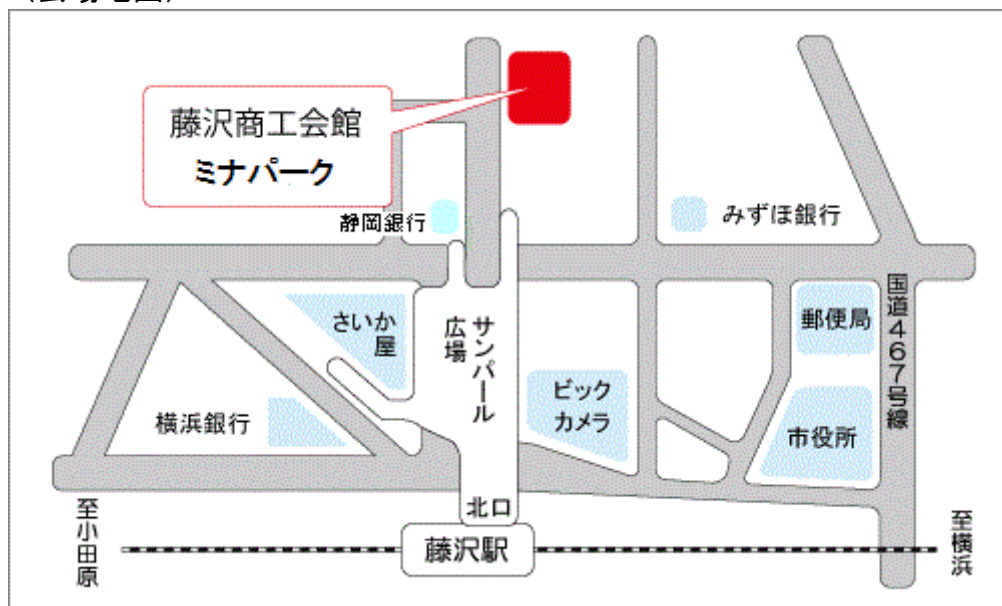 藤沢商工会館
ミナパーク
静岡銀行
みずほ銀行
さいか
屋
サンパール
広場
ビック
カメラ
郵便局
国道467号線
横浜銀行
市役所
北口
至小田原
藤沢駅
至横浜